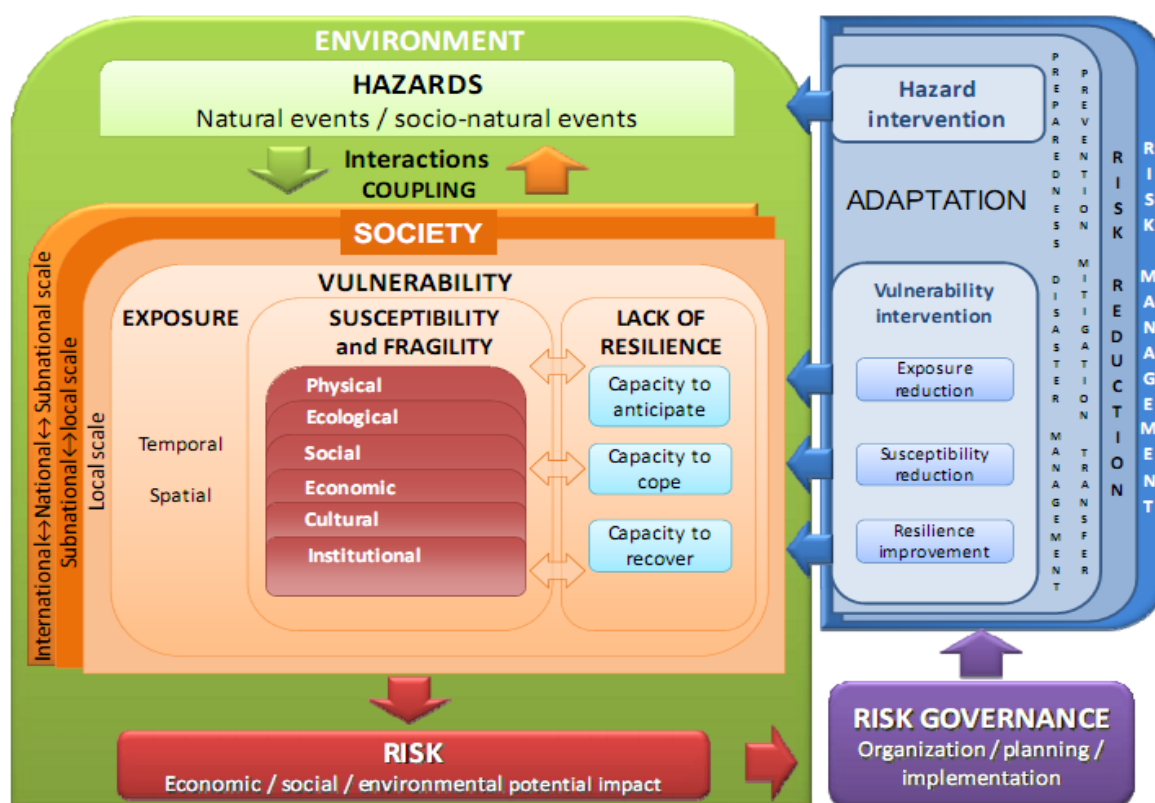 ENVIRONMENT
HAZARDS
Natural events / socio-natural events
Interactions
COUPLING
SOCIETY
International↔National↔Subnational scale
Subnational↔local scale
Local scale
VULNERABILITY
EXPOSURE
Temporal
Spatial
SUSCEPTIBILITY
and FRAGILITY
Physical
Ecological
Social
Economic
Cultural
Institutional
LACK OF
RESILIENCE
Capacity to
anticipate
Capacity to
cope
Capacity to
recover
RISK
Economic / social / environmental potential impact
Hazard
intervention
ADAPTATION
Vulnerability
intervention
Exposure
reduction
Susceptibility
reduction
Resilience
improvement
PREPAREDNESS DISASTER MANAGEMENT
PREVENTION MITIGATION TRANSFER
RISK REDUCTION
RISK MANAGEMENT
RISK GOVERNANCE
Organization / planning /
implementation